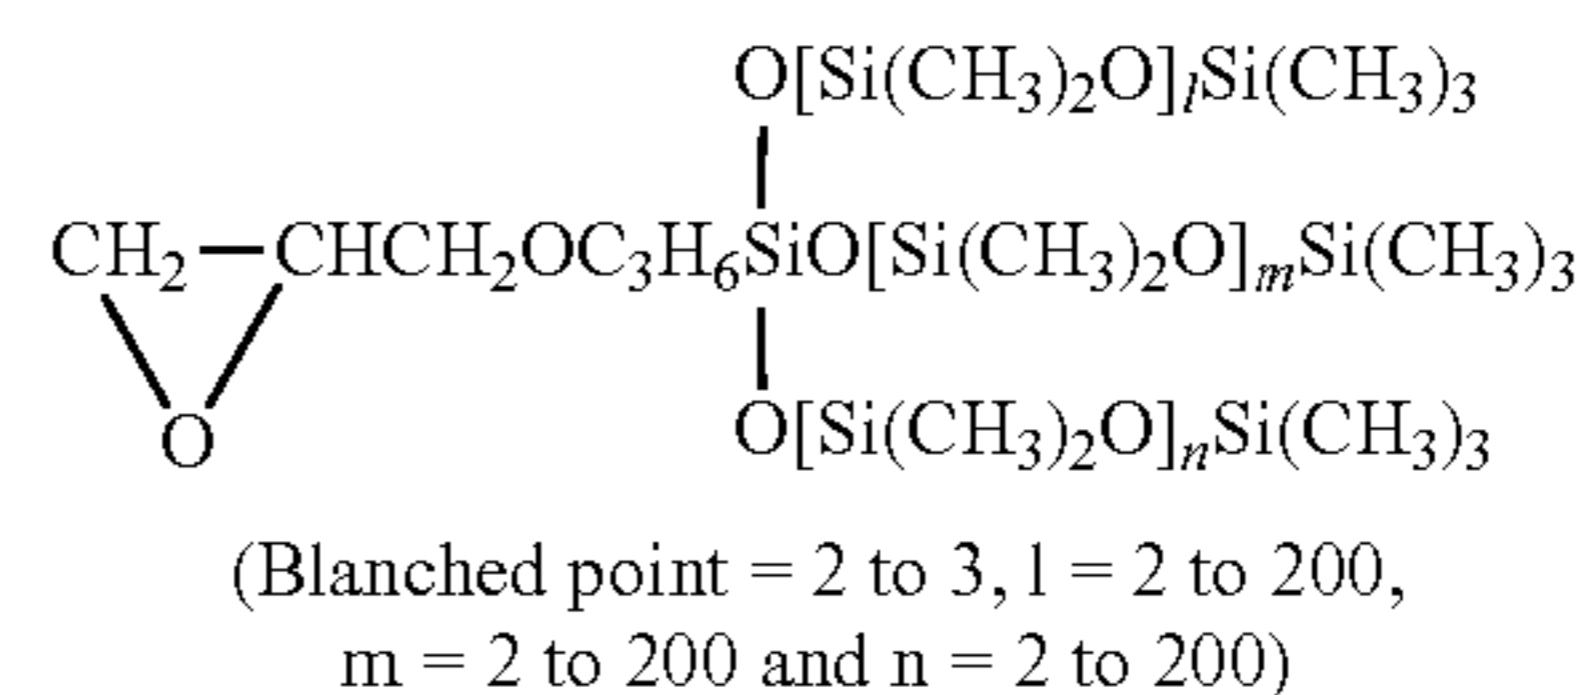 O[Si(CH₃)₂O]ₗSi(CH₃)₃
CH₂—CHCH₂OC₃H₆SiO[Si(CH₃)₂O]ₘSi(CH₃)₃
O
O[Si(CH₃)₂O]ₙSi(CH₃)₃
(Blanched point = 2 to 3, l = 2 to 200,
m = 2 to 200 and n = 2 to 200)